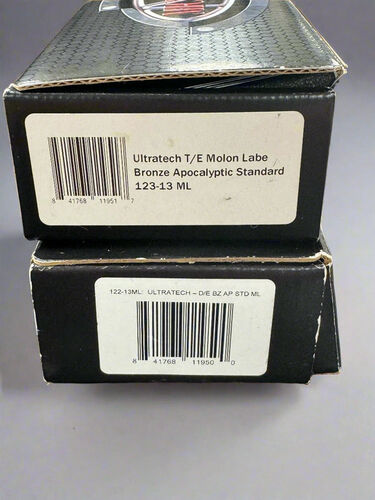 Ultratech T/E Molon Labe
Bronze Apocalyptic Standard
123-13 ML
8 41768 11951 7
122-13ML: ULTRATECH – D/E BZ AP STD ML
8 41768 11950 0